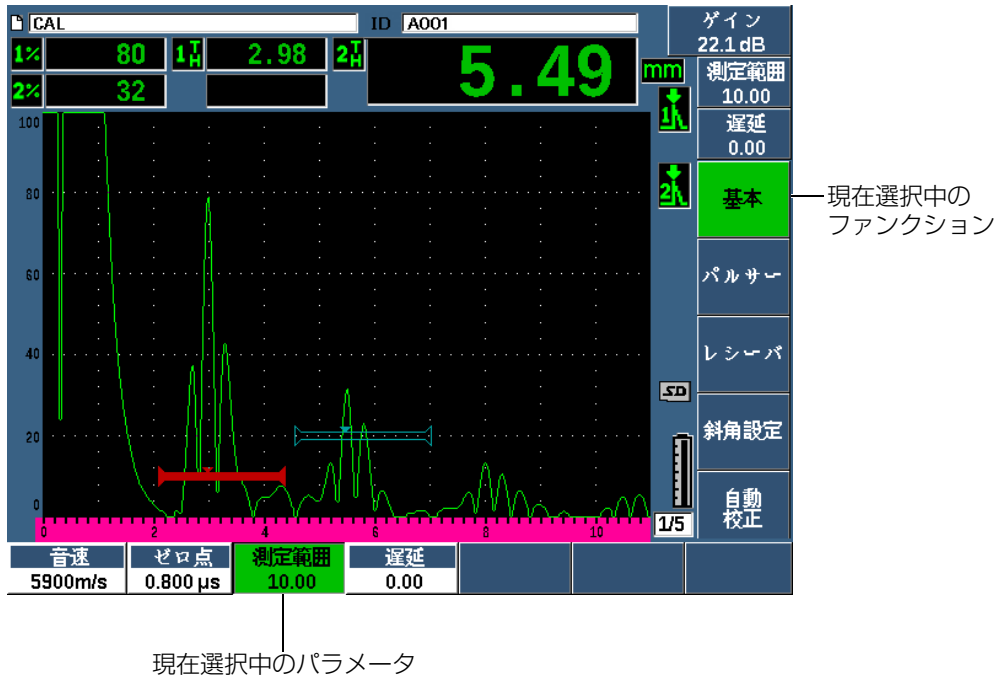 CAL
ID A001
ゲイン
22.1 dB
1% 80
1TH 2.98
2TH 5.49
mm
測定範囲
10.00
2% 32
遅延
0.00
100
80
60
40
20
0
0 2 4 6 8 10
1
2
基本
パルサー
レシーバ
斜角設定
自動
校正
SD
1/5
音速
5900m/s
ゼロ点
0.800 µs
測定範囲
10.00
遅延
0.00
現在選択中の
ファンクション
現在選択中のパラメータ